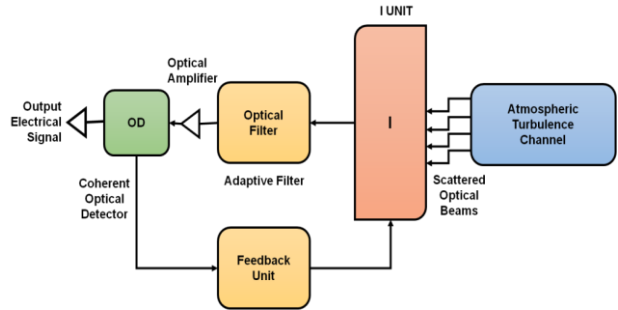 I UNIT
Optical
Amplifier
Output
Electrical
Signal
OD
Optical
Filter
I
Atmospheric
Turbulence
Channel
Coherent
Optical
Detector
Adaptive Filter
Scattered
Optical
Beams
Feedback
Unit